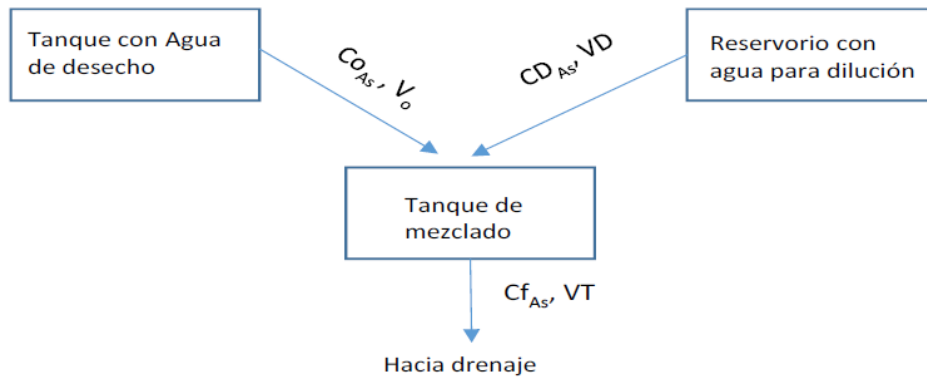 Tanque con Agua
de desecho
Co_As, V_o
CD_As, VD
Reservorio con
agua para dilución
Tanque de
mezclado
Cf_As, VT
Hacia drenaje